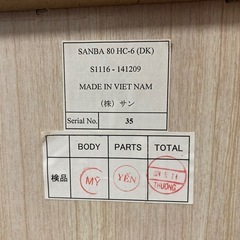 SANBA 80 HC-6 (DK)
S1116 - 141209
MADE IN VIET NAM
(株) サン
Serial No. 35
BODY PARTS TOTAL
検品 MỸ YẾN THƯƠNG